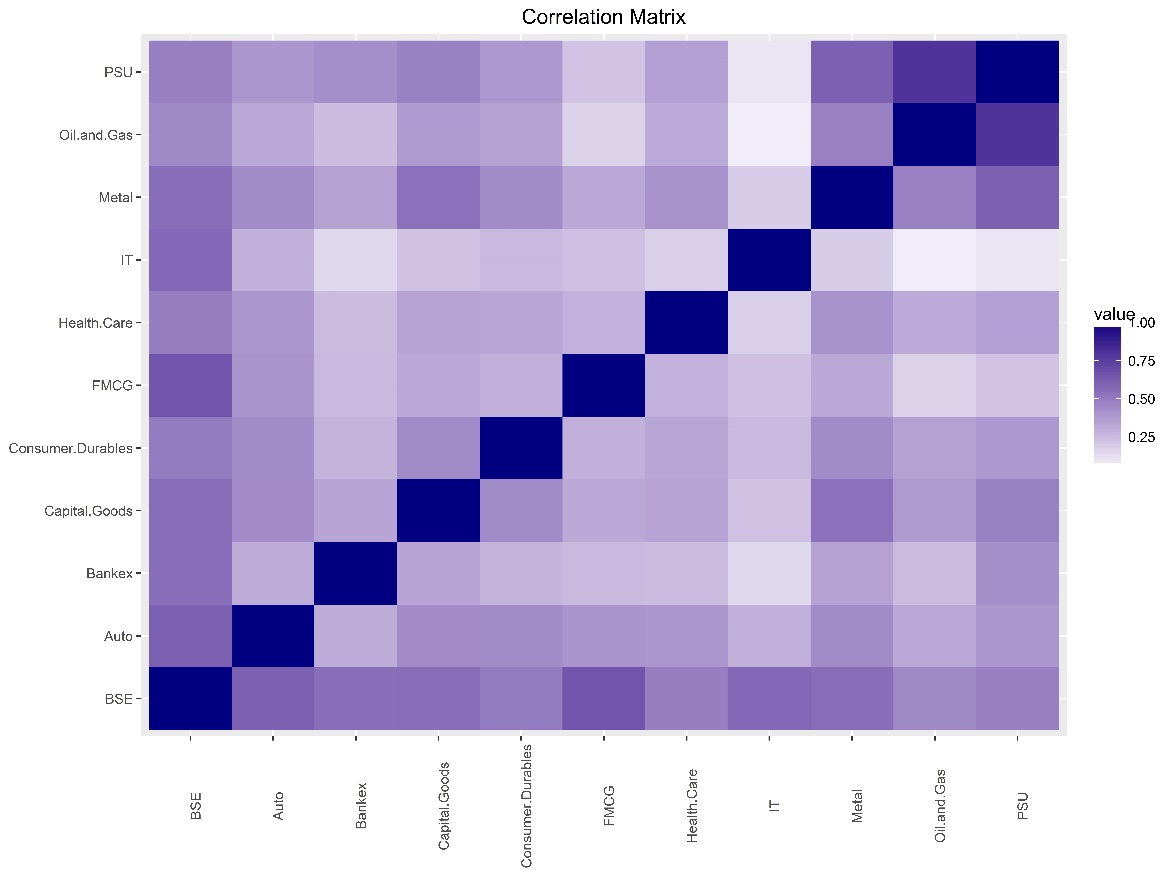 Correlation Matrix
PSU
Oil.and.Gas
Metal
IT
Health.Care
FMCG
Consumer.Durables
Capital.Goods
Bankex
Auto
BSE
BSE
Auto
Bankex
Capital.Goods
Consumer.Durables
FMCG
Health.Care
IT
Metal
Oil.and.Gas
PSU
value
1.00
0.75
0.50
0.25